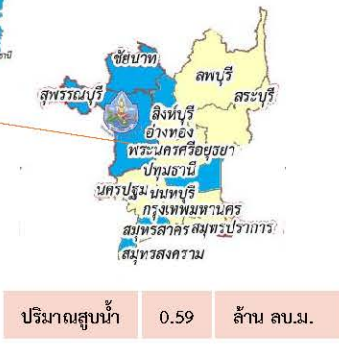 ชัยนาท
ลพบุรี
สุพรรณบุรี
สระบุรี
สิงห์บุรี
อ่างทอง
พระนครศรีอยุธยา
ปทุมธานี
นครปฐม นนทบุรี
กรุงเทพมหานคร
สมุทรสาคร สมุทรปราการ
สมุทรสงคราม
ปริมาณสูบน้ำ 0.59 ล้าน ลบ.ม.